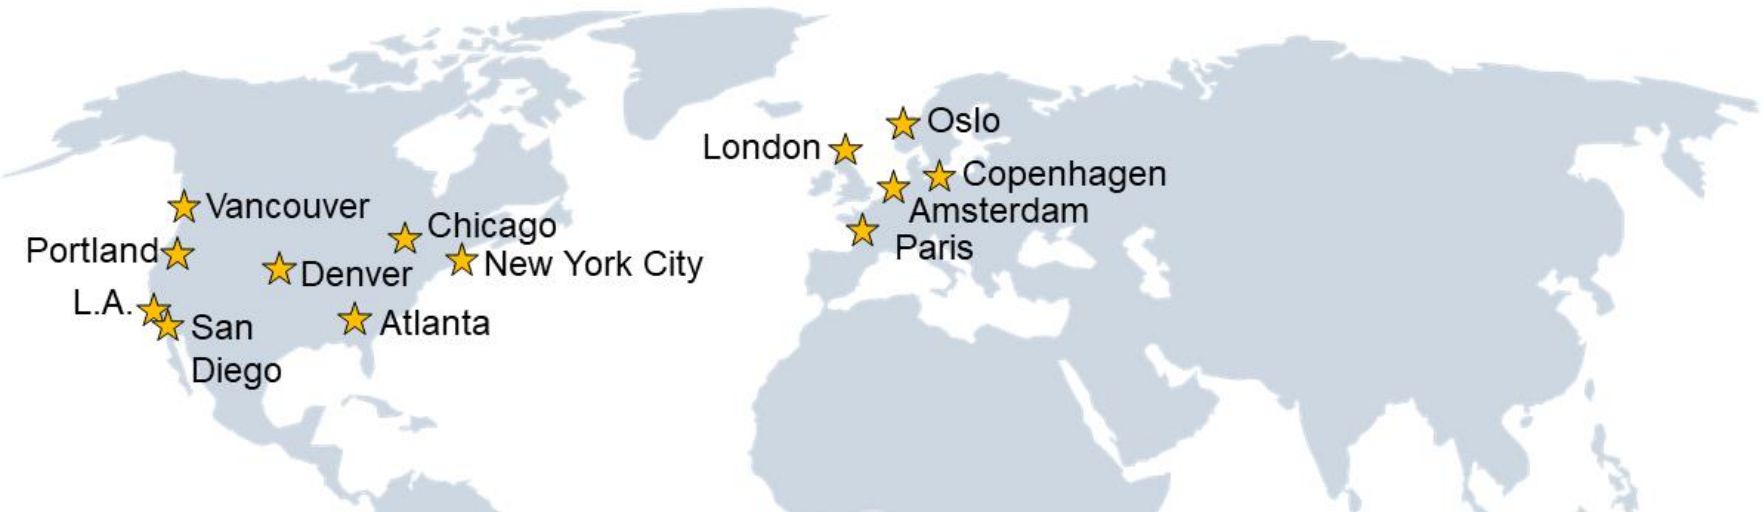 Oslo
London
Copenhagen
Amsterdam
Vancouver
Chicago
Paris
Portland
New York City
Denver
L.A.
San
Diego
Atlanta